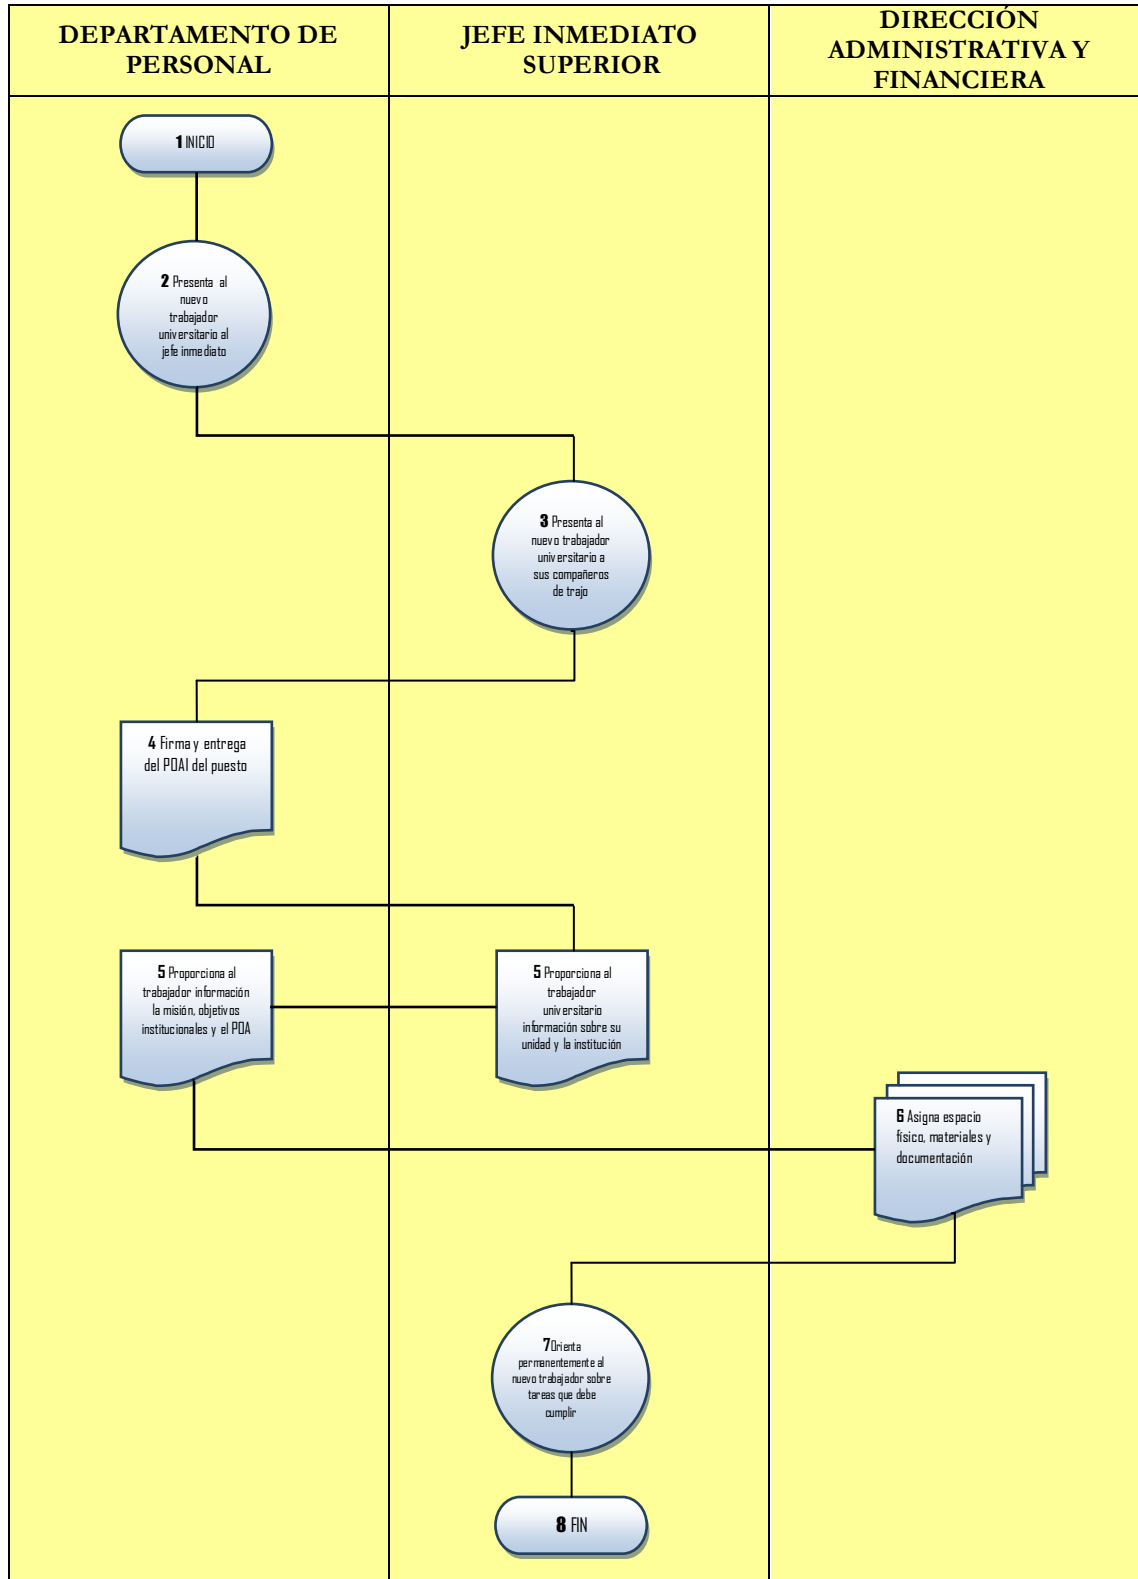 DEPARTAMENTO DE
PERSONAL
JEFE INMEDIATO
SUPERIOR
DIRECCIÓN
ADMINISTRATIVA Y
FINANCIERA
1 INICIO
2 Presenta al
nuevo
trabajador
universitario al
jefe inmediato
3 Presenta al
nuevo trabajador
universitario a
sus compañeros
de trajo
4 Firma y entrega
del POAI del puesto
5 Proporciona al
trabajador información
la misión, objetivos
institucionales y el POA
5 Proporciona al
trabajador
universitario
información sobre su
unidad y la institución
6 Asigna espacio
físico, materiales y
documentación
7 Orienta
permanentemente al
nuevo trabajador sobre
tareas que debe
cumplir
8 FIN